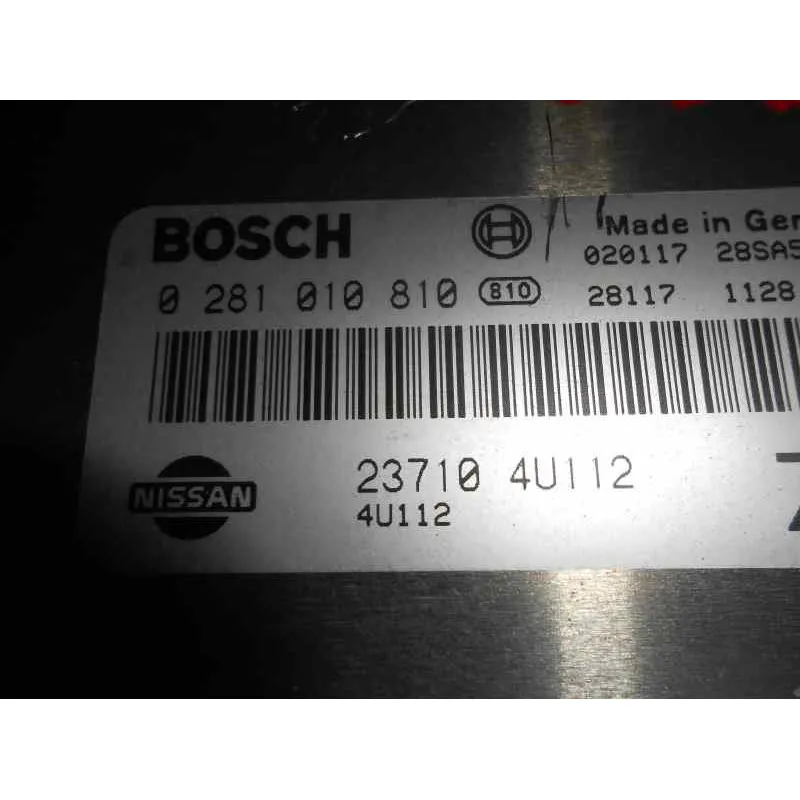 BOSCH
Made in Ger
020117 28SA5
0 281 010 810 810
28117 1128
NISSAN
23710 4U112
4U112